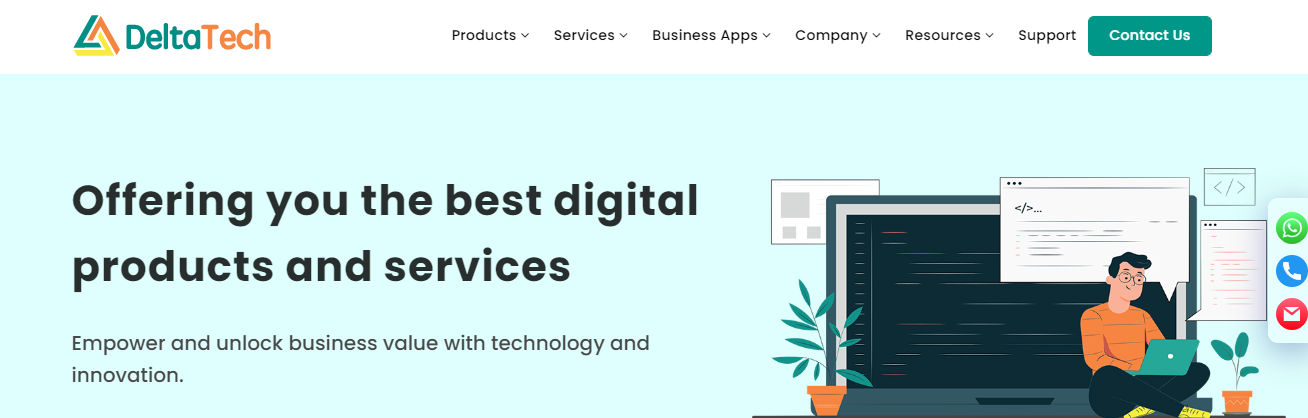 DeltaTech
Products Services Business Apps Company Resources Support Contact Us
Offering you the best digital
products and services
Empower and unlock business value with technology and
innovation.
</>...
</>